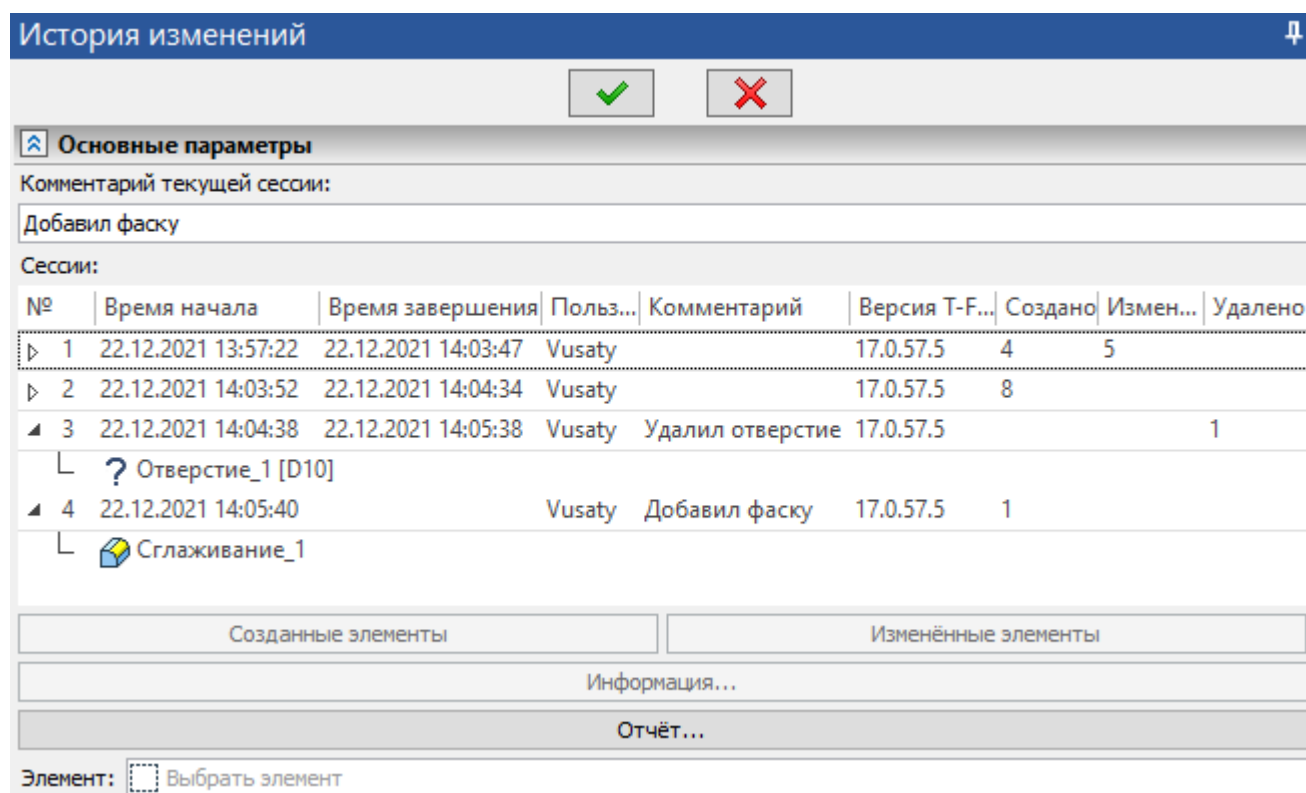 История изменений
Основные параметры
Комментарий текущей сессии:
Добавил фаску
Сессии:
№ Время начала Время завершения Польз... Комментарий Версия T-F... Создано Измен... Удалено
1 22.12.2021 13:57:22 22.12.2021 14:03:47 Vusaty 17.0.57.5 4 5
2 22.12.2021 14:03:52 22.12.2021 14:04:34 Vusaty 17.0.57.5 8
3 22.12.2021 14:04:38 22.12.2021 14:05:38 Vusaty Удалил отверстие 17.0.57.5 1
? Отверстие_1 [D10]
4 22.12.2021 14:05:40 Vusaty Добавил фаску 17.0.57.5 1
Сглаживание_1
Созданные элементы Изменённые элементы
Информация...
Отчёт...
Элемент: Выбрать элемент